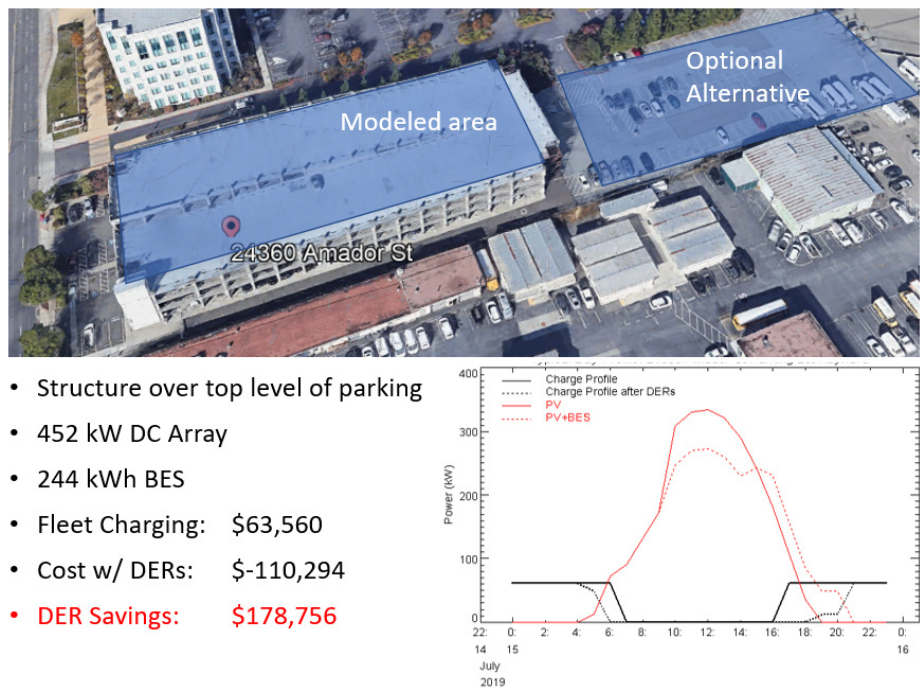 Modeled area
Optional
Alternative
24360 Amador St
• Structure over top level of parking
• 452 kW DC Array
• 244 kWh BES
• Fleet Charging: $63,560
• Cost w/ DERs: $-110,294
• DER Savings: $178,756
400
300
200
100
0
Power (kW)
Charge Profile
Charge Profile after DERs
PV
PV+BES
22: 0: 2: 4: 6: 8: 10: 12: 14: 16: 18: 20: 22: 0:
14 15 16
July
2019